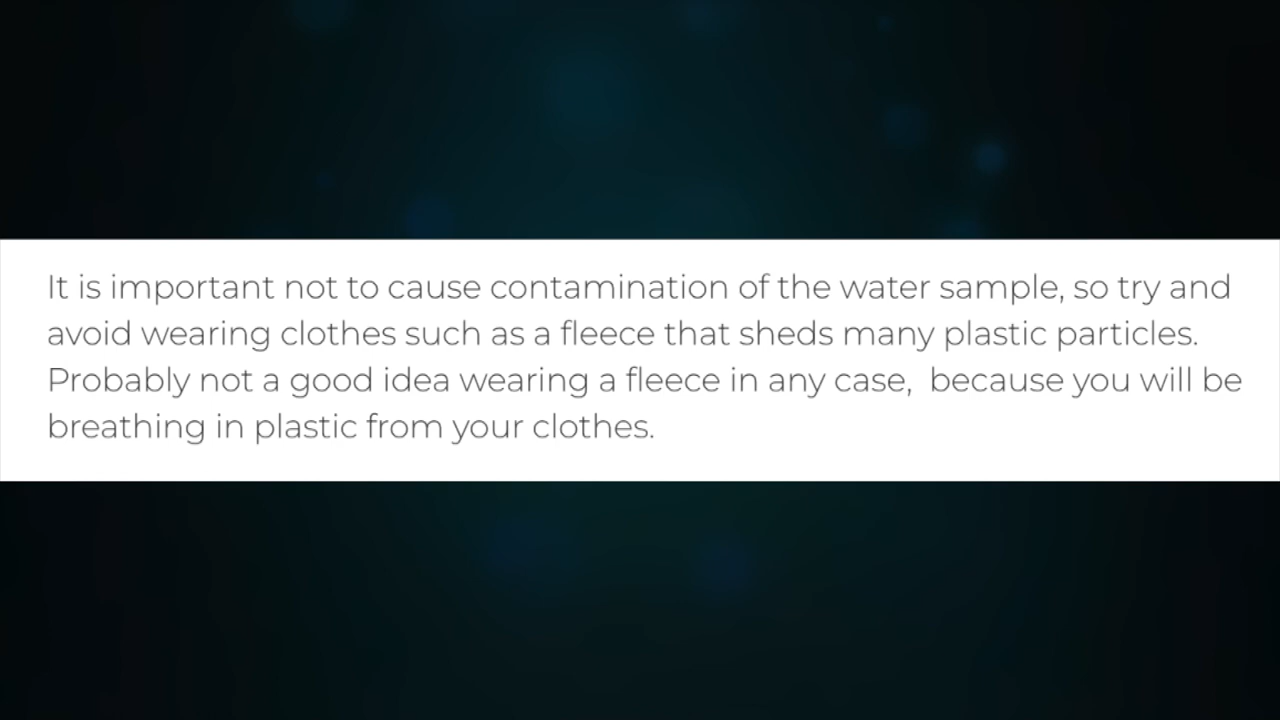 It is important not to cause contamination of the water sample, so try and
avoid wearing clothes such as a fleece that sheds many plastic particles.
Probably not a good idea wearing a fleece in any case,  because you will be
breathing in plastic from your clothes.